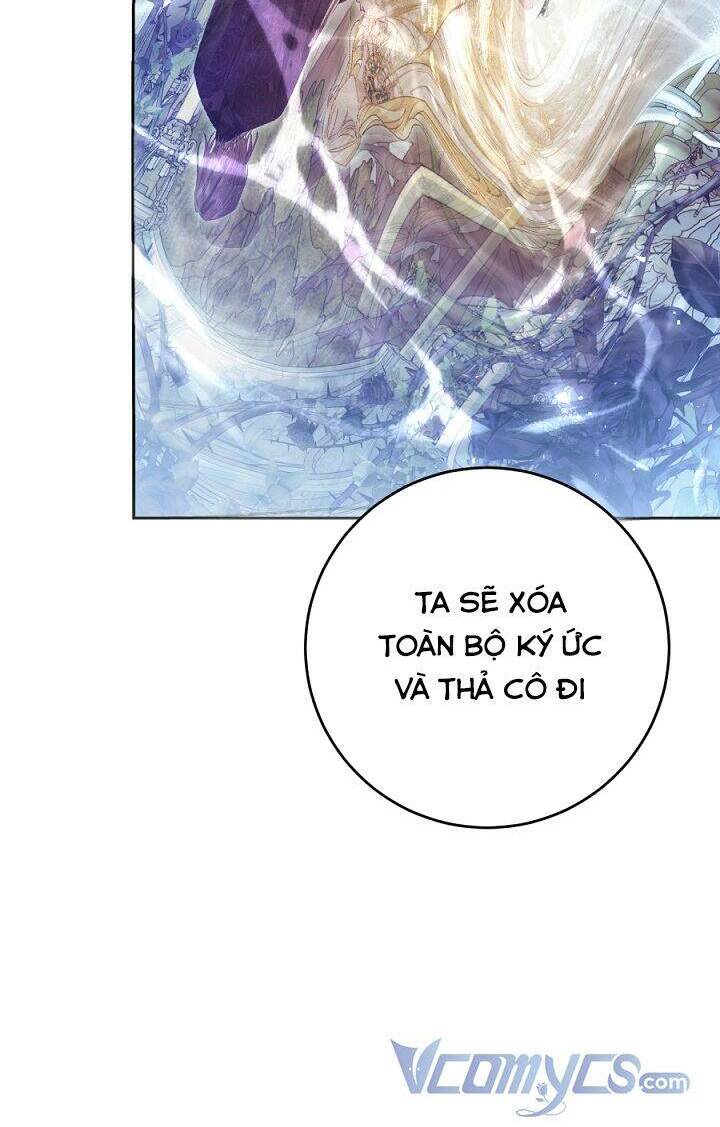 TA SẼ XÓA
TOÀN BỘ KÝ ỨC
VÀ THẢ CÔ ĐI
VCOMYCS.COM